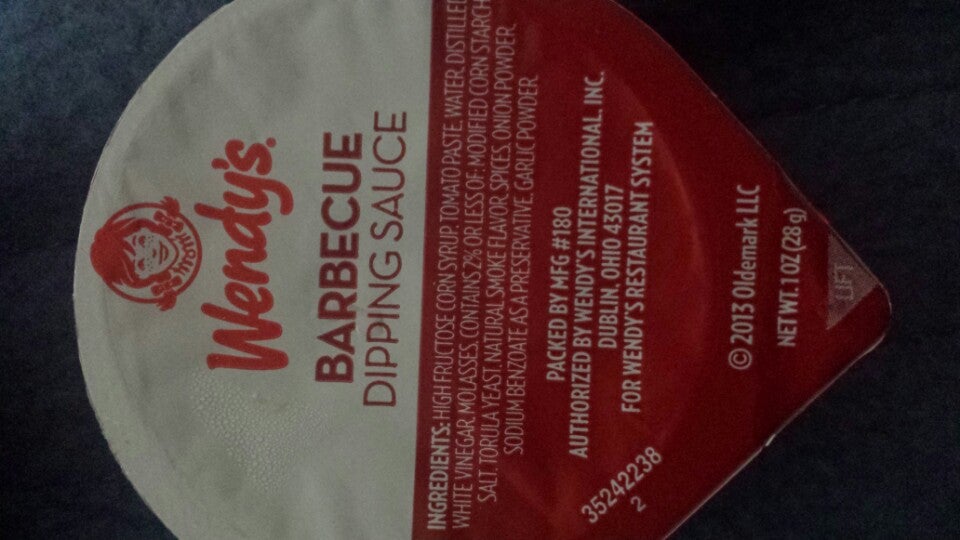 Wendy's®
BARBECUE
DIPPING SAUCE
INGREDIENTS: HIGH FRUCTOSE CORN SYRUP, TOMATO PASTE, WATER, DISTILLED
WHITE VINEGAR, MOLASSES, CONTAINS 2% OR LESS OF: MODIFIED CORN STARCH,
SALT, TORULA YEAST, NATURAL SMOKE FLAVOR, SPICES, ONION POWDER,
SODIUM BENZOATE AS A PRESERVATIVE, GARLIC POWDER.
PACKED BY MFG #180
AUTHORIZED BY WENDY'S INTERNATIONAL, INC.
DUBLIN, OHIO 43017
FOR WENDY'S RESTAURANT SYSTEM
35242238
2
© 2013 Oldemark LLC
NET WT. 1 OZ (28 g)
LIFT